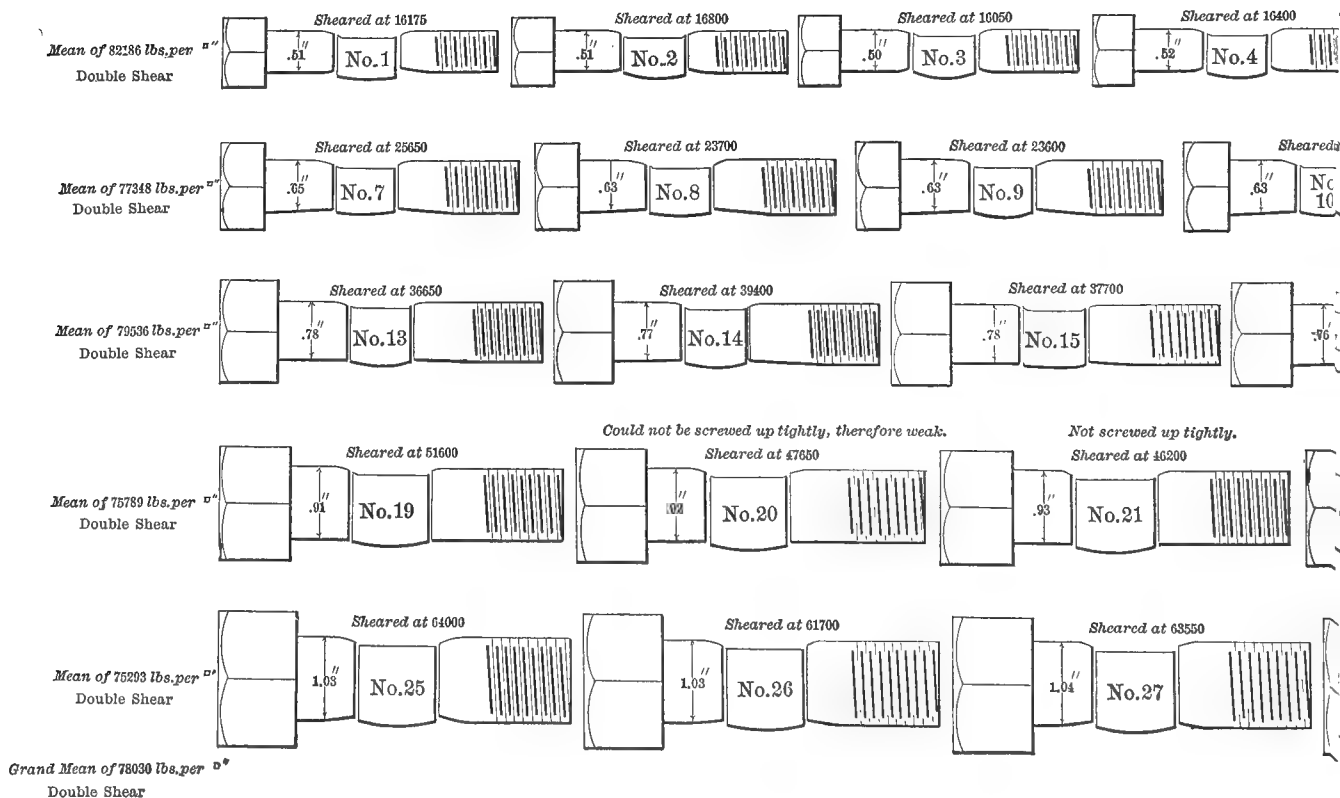 Sheared at 16175
Sheared at 16800
Sheared at 16050
Sheared at 16400
Mean of 82186 lbs. per □"
Double Shear
.51"
No.1
.51"
No.2
.50"
No.3
.52"
No.4
Sheared at 25650
Sheared at 23700
Sheared at 23600
Sheared
Mean of 77348 lbs. per □"
Double Shear
.65"
No.7
.63"
No.8
.63"
No.9
.63"
No
10
Sheared at 36650
Sheared at 39400
Sheared at 37700
Mean of 79536 lbs. per □"
Double Shear
.78"
No.13
.77"
No.14
.78"
No.15
.76"
Could not be screwed up tightly, therefore weak.
Not screwed up tightly.
Sheared at 51600
Sheared at 47650
Sheared at 46200
Mean of 75789 lbs. per □"
Double Shear
.91"
No.19
No.20
.93"
No.21
Sheared at 64000
Sheared at 61700
Sheared at 63550
Mean of 75293 lbs. per □"
Double Shear
1.03"
No.25
1.03"
No.26
1.04"
No.27
Grand Mean of 78030 lbs. per □"
Double Shear